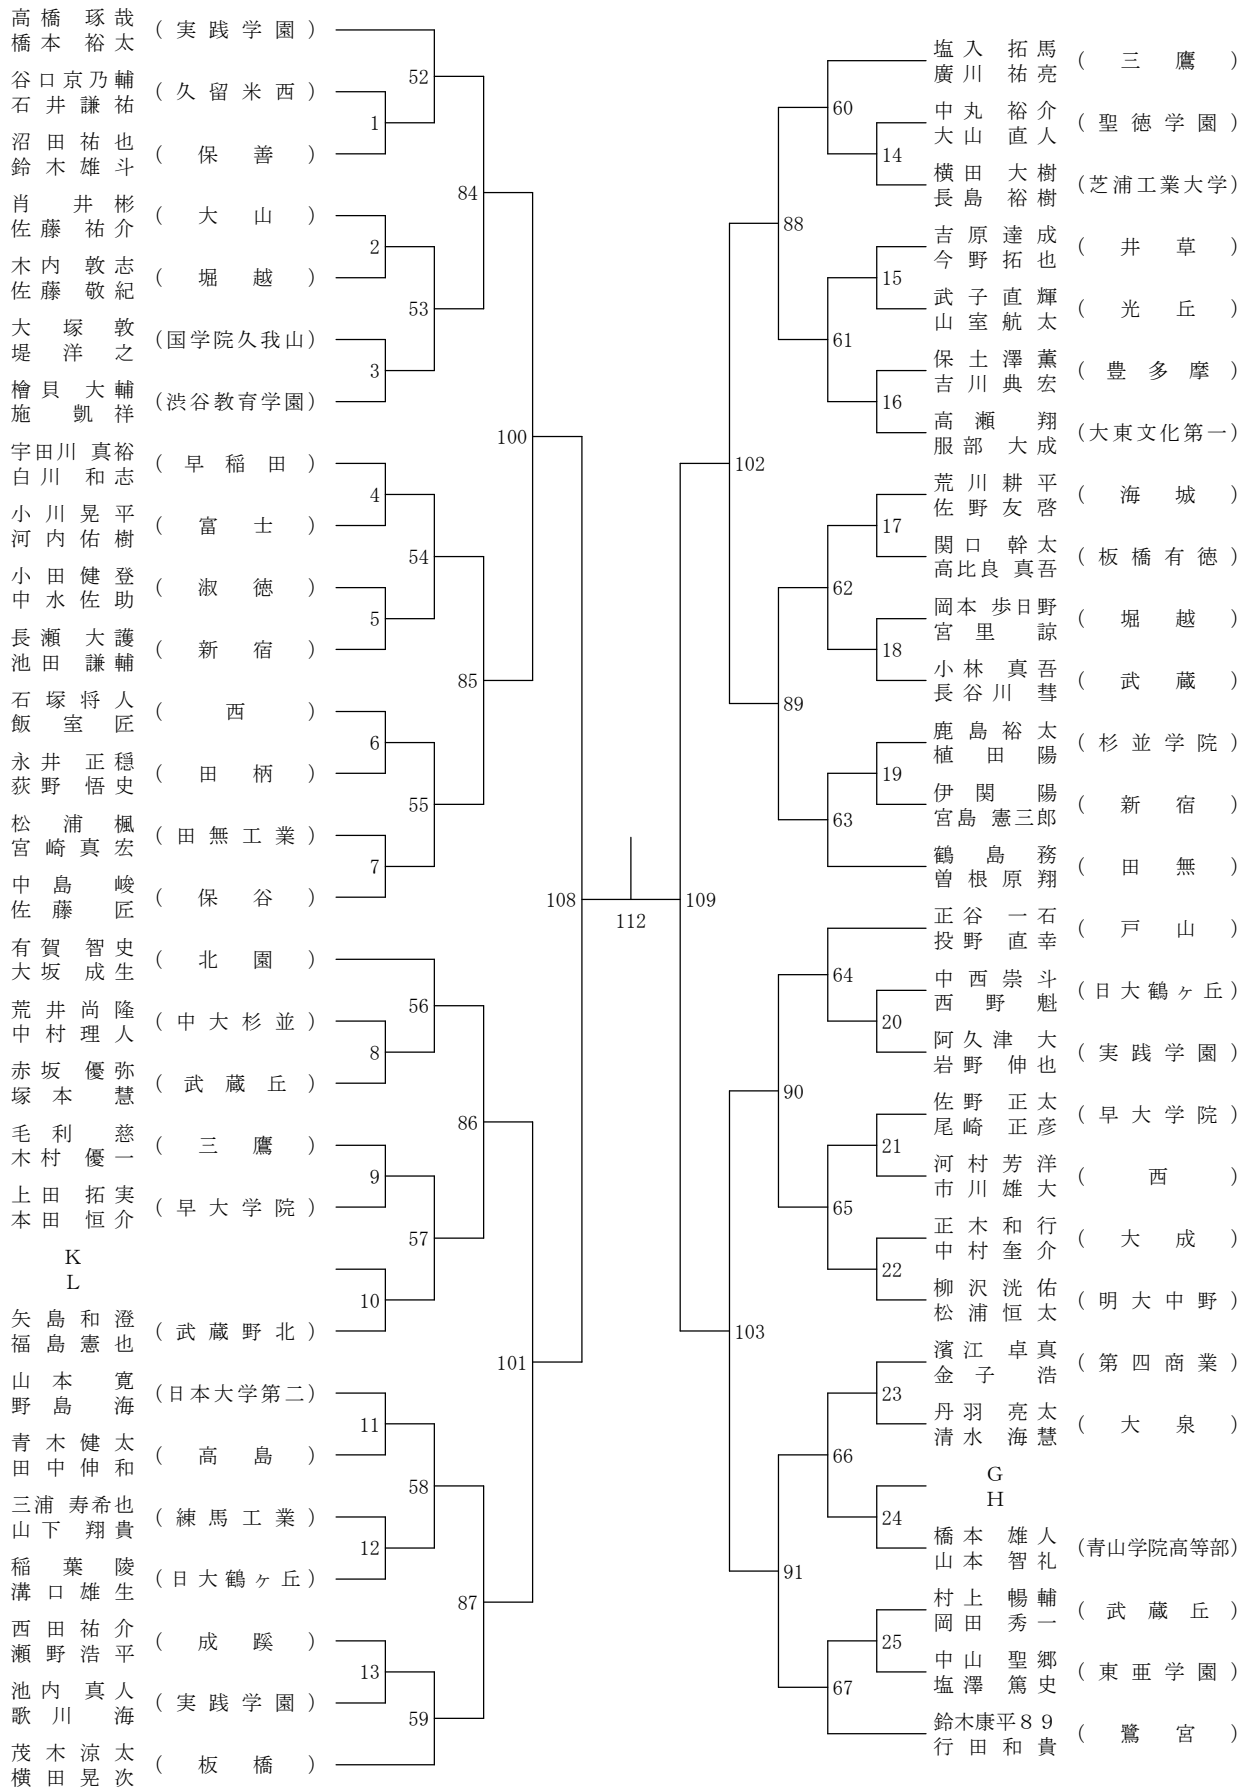 高橋 琢哉
橋本 裕太
(実践学園)
谷口京乃輔
石井謙祐
(久留米西)
沼田祐也
鈴木雄斗
(保善)
肖 井彬
佐藤 祐介
(大山)
木内 敦志
佐藤 敬紀
(堀越)
大塚 敦
堤 洋之
(国学院久我山)
檜貝 大輔
施 凱祥
(渋谷教育学園)
宇田川 真裕
白川 和志
(早稲田)
小川晃平
河内佑樹
(富士)
小田健登
中水佐助
(淑徳)
長瀬 大護
池田 謙輔
(新宿)
石塚将人
飯室 匠
(西)
永井 正穏
荻野 悟史
(田柄)
松浦 楓
宮崎真宏
(田無工業)
中島 峻
佐藤 匠
(保谷)
有賀 智史
大坂 成生
(北園)
荒井尚隆
中村理人
(中大杉並)
赤坂 優弥
塚本 慧
(武蔵丘)
毛利 慈
木村 優一
(三鷹)
上田 拓実
本田 恒介
(早大学院)
K
L
矢島和澄
福島憲也
(武蔵野北)
山本 寛
野島 海
(日本大学第二)
青木健太
田中伸和
(高島)
三浦 寿希也
山下 翔貴
(練馬工業)
稲葉 陵
溝口雄生
(日大鶴ヶ丘)
西田祐介
瀬野浩平
(成蹊)
池内 真人
歌川 海
(実践学園)
茂木涼太
横田晃次
(板橋)
1
2
3
4
5
6
7
8
9
10
11
12
13
52
53
54
55
56
57
58
59
84
85
86
87
100
101
108
112
109
102
103
88
89
90
91
60
61
62
63
64
65
66
67
14
15
16
17
18
19
20
21
22
23
24
25
塩入 拓馬
廣川 祐亮
(三鷹)
中丸 裕介
大山 直人
(聖徳学園)
横田 大樹
長島 裕樹
(芝浦工業大学)
吉原達成
今野拓也
(井草)
武子直輝
山室航太
(光丘)
保土澤 薫
吉川典宏
(豊多摩)
高瀬 翔
服部 大成
(大東文化第一)
荒川耕平
佐野友啓
(海城)
関口 幹太
高比良 真吾
(板橋有徳)
岡本 歩日野
宮里 諒
(堀越)
小林 真吾
長谷川 彗
(武蔵)
鹿島裕太
植田 陽
(杉並学院)
伊関 陽
宮島 憲三郎
(新宿)
鶴島 務
曽根原 翔
(田無)
正谷 一石
投野 直幸
(戸山)
中西崇斗
西野 魁
(日大鶴ヶ丘)
阿久津 大
岩野 伸也
(実践学園)
佐野 正太
尾崎 正彦
(早大学院)
河村芳洋
市川雄大
(西)
正木和行
中村奎介
(大成)
柳沢洸佑
松浦恒太
(明大中野)
濱江 卓真
金子 浩
(第四商業)
丹羽 亮太
清水 海慧
(大泉)
G
H
橋本 雄人
山本 智礼
(青山学院高等部)
村上 暢輔
岡田 秀一
(武蔵丘)
中山 聖郷
塩澤 篤史
(東亜学園)
鈴木康平89
行田和貴
(鷺宮)